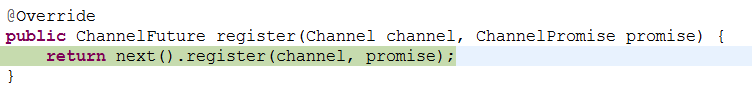 @Override
public ChannelFuture register(Channel channel, ChannelPromise promise) {
    return next().register(channel, promise);
}